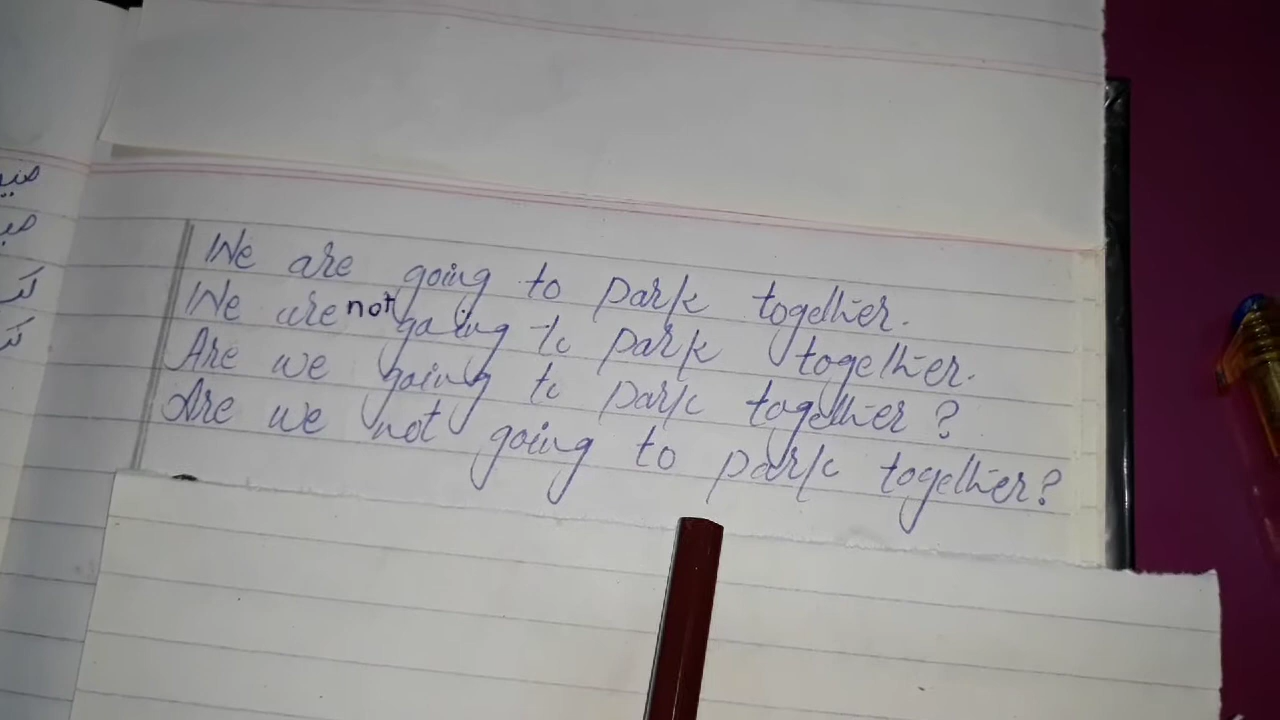 We are going to park together.
We are not going to park together.
Are we going to park together?
Are we not going to park together?